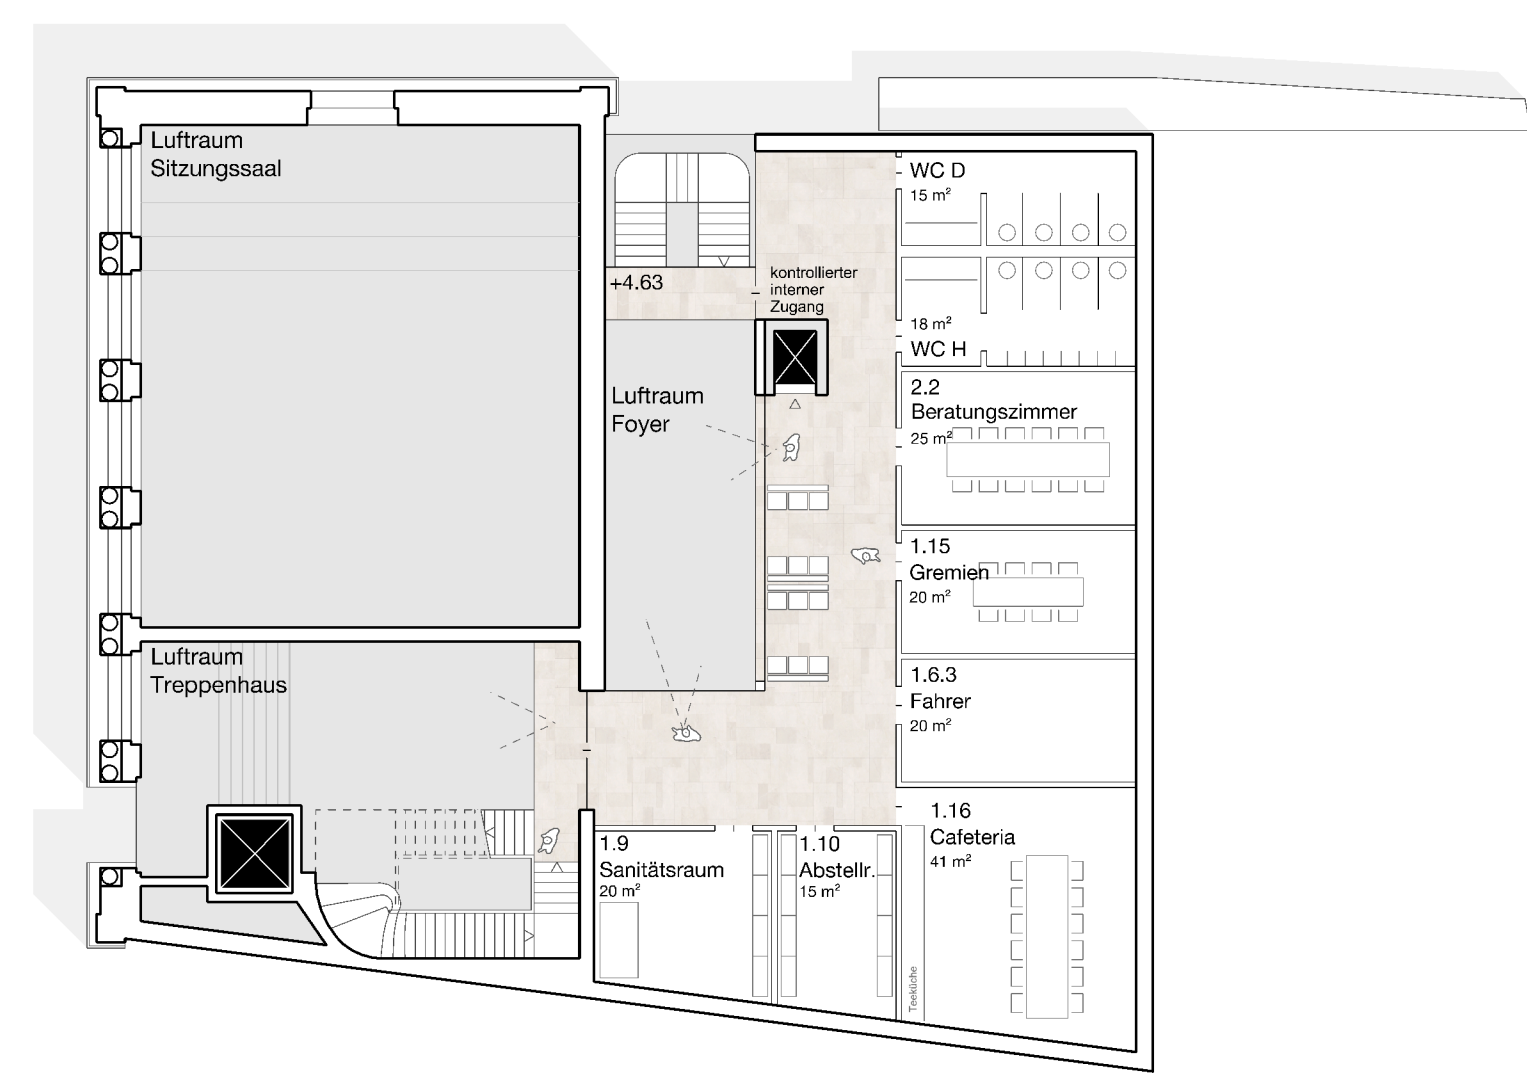 Luftraum
Sitzungssaal
WC D
15 m²
+4.63
kontrollierter
interner
Zugang
18 m²
WC H
Luftraum
Foyer
2.2
Beratungszimmer
25 m²
1.15
Gremien
20 m²
Luftraum
Treppenhaus
1.6.3
Fahrer
20 m²
1.9
Sanitätsraum
20 m²
1.10
Abstellr.
15 m²
1.16
Cafeteria
41 m²
Teeküche